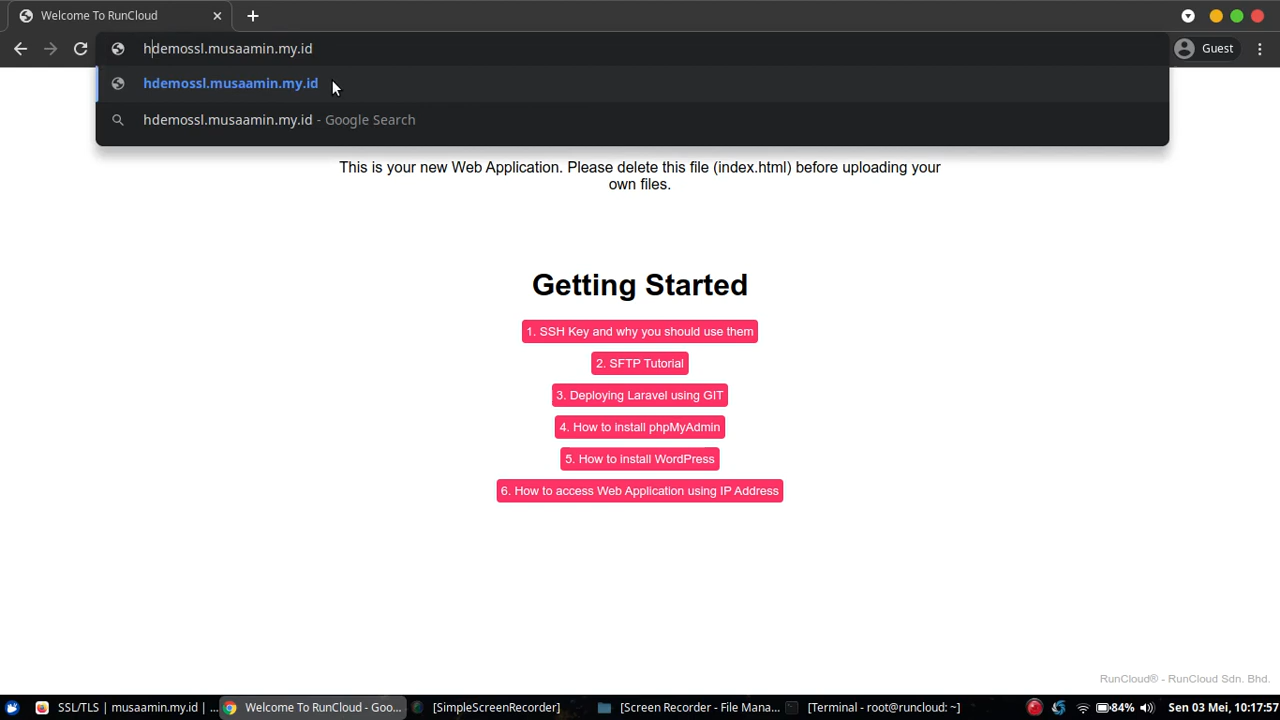 Welcome To RunCloud
hdemossl.musaamin.my.id
Guest
hdemossl.musaamin.my.id
hdemossl.musaamin.my.id - Google Search
This is your new Web Application. Please delete this file (index.html) before uploading your
own files.
Getting Started
1. SSH Key and why you should use them
2. SFTP Tutorial
3. Deploying Laravel using GIT
4. How to install phpMyAdmin
5. How to install WordPress
6. How to access Web Application using IP Address
RunCloud® - RunCloud Sdn. Bhd.
SSL/TLS | musaamin.my.id | ... Welcome To RunCloud - Goo... [SimpleScreenRecorder] [Screen Recorder - File Mana... [Terminal - root@runcloud: ~] 84% Sen 03 Mei, 10:17:57